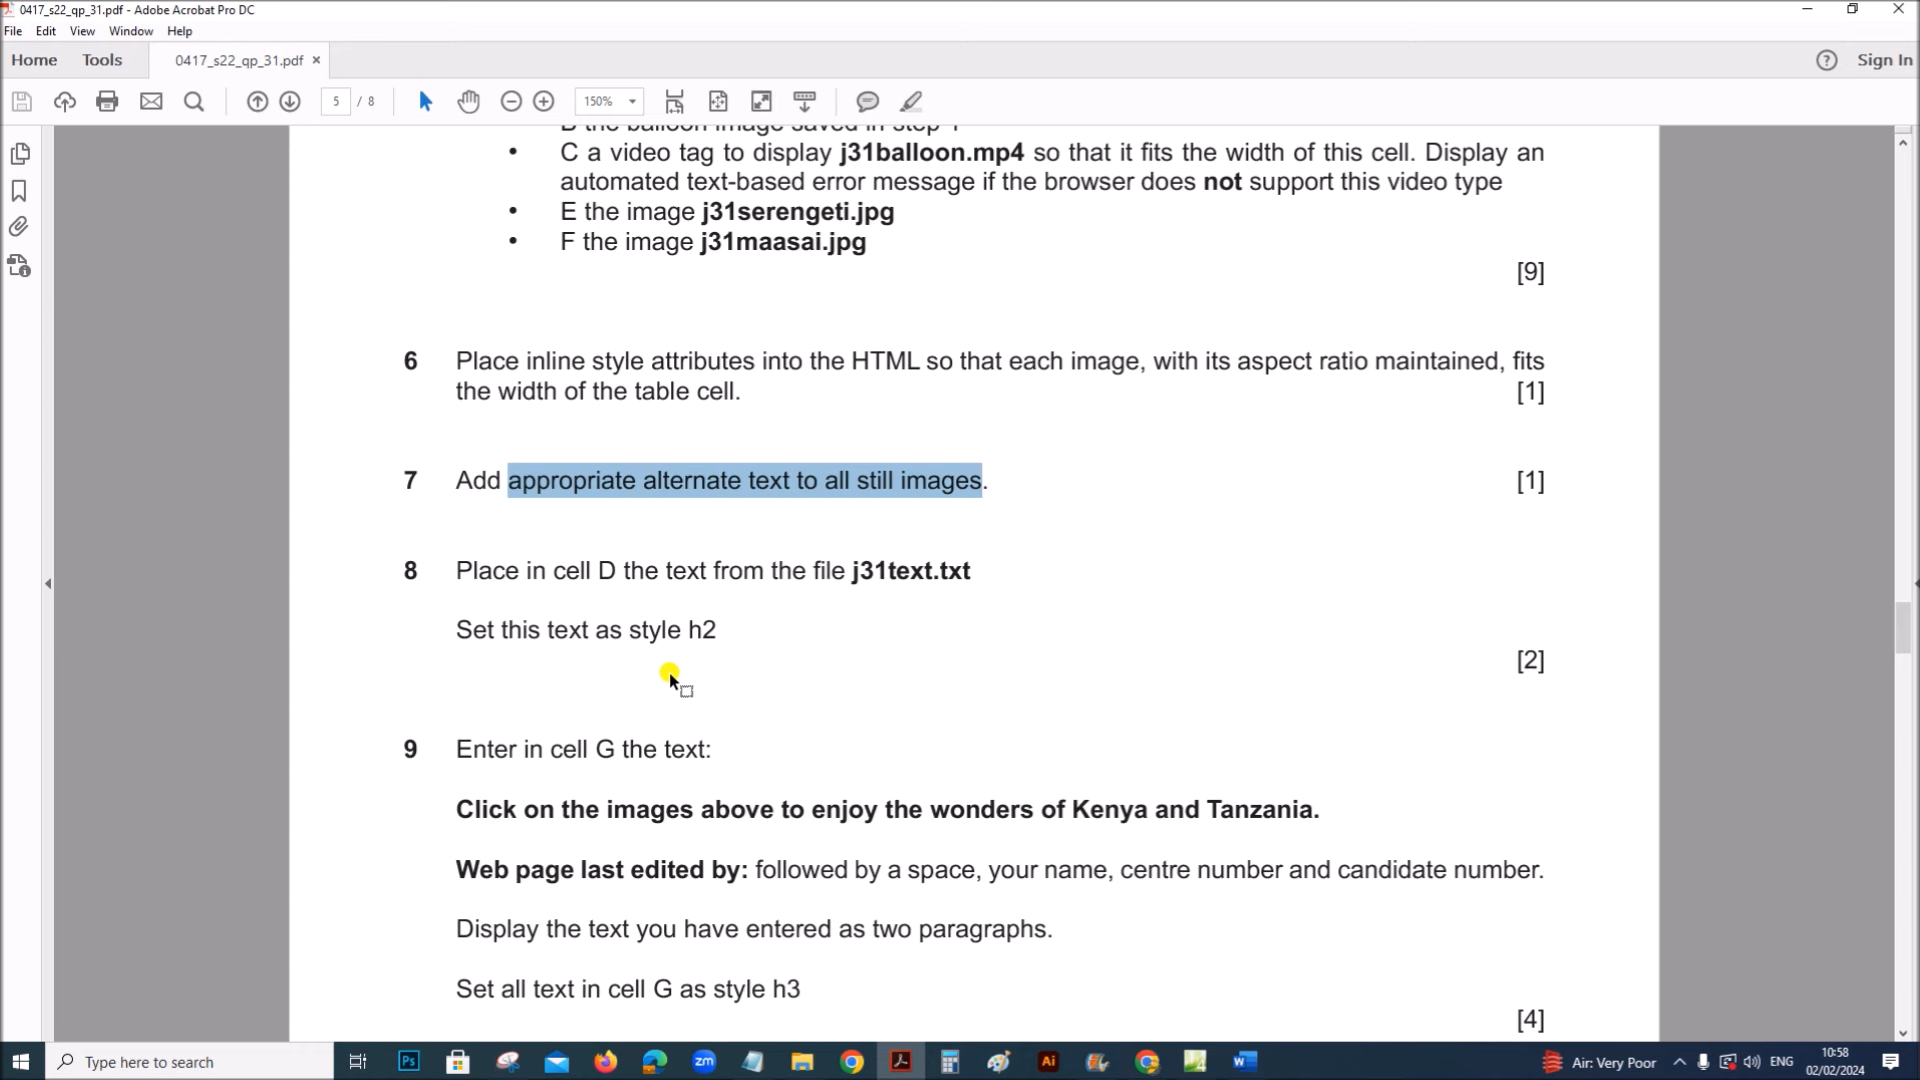 0417_s22_qp_31.pdf - Adobe Acrobat Pro DC
File Edit View Window Help
Home Tools 0417_s22_qp_31.pdf × Sign In
5 / 8 150%
B the balloon image saved in step
• C a video tag to display j31balloon.mp4 so that it fits the width of this cell. Display an
automated text-based error message if the browser does not support this video type
• E the image j31serengeti.jpg
• F the image j31maasai.jpg
[9]
6 Place inline style attributes into the HTML so that each image, with its aspect ratio maintained, fits
the width of the table cell. [1]
7 Add appropriate alternate text to all still images. [1]
8 Place in cell D the text from the file j31text.txt
Set this text as style h2
[2]
9 Enter in cell G the text:
Click on the images above to enjoy the wonders of Kenya and Tanzania.
Web page last edited by: followed by a space, your name, centre number and candidate number.
Display the text you have entered as two paragraphs.
Set all text in cell G as style h3
[4]
Type here to search Ps zm Ai Air: Very Poor ENG 10:58
02/02/2024